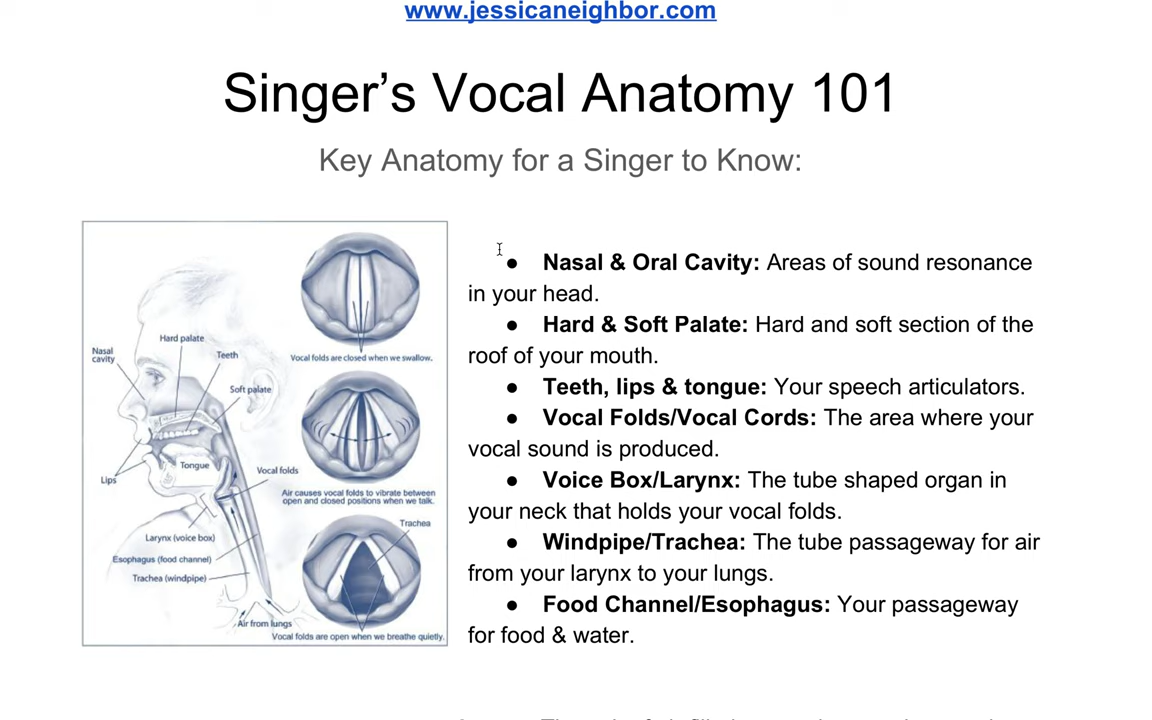 www.jessicaneighbor.com
Singer's Vocal Anatomy 101
Key Anatomy for a Singer to Know:
Nasal
cavity
Hard palate
Teeth
Soft palate
Tongue
Lips
Vocal folds
Larynx (voice box)
Esophagus (food channel)
Trachea (windpipe)
Air from lungs
Vocal folds are closed when we swallow.
Air causes vocal folds to vibrate between
open and closed positions when we talk.
Trachea
Vocal folds are open when we breathe quietly.
● Nasal & Oral Cavity: Areas of sound resonance
in your head.
● Hard & Soft Palate: Hard and soft section of the
roof of your mouth.
● Teeth, lips & tongue: Your speech articulators.
● Vocal Folds/Vocal Cords: The area where your
vocal sound is produced.
● Voice Box/Larynx: The tube shaped organ in
your neck that holds your vocal folds.
● Windpipe/Trachea: The tube passageway for air
from your larynx to your lungs.
● Food Channel/Esophagus: Your passageway
for food & water.